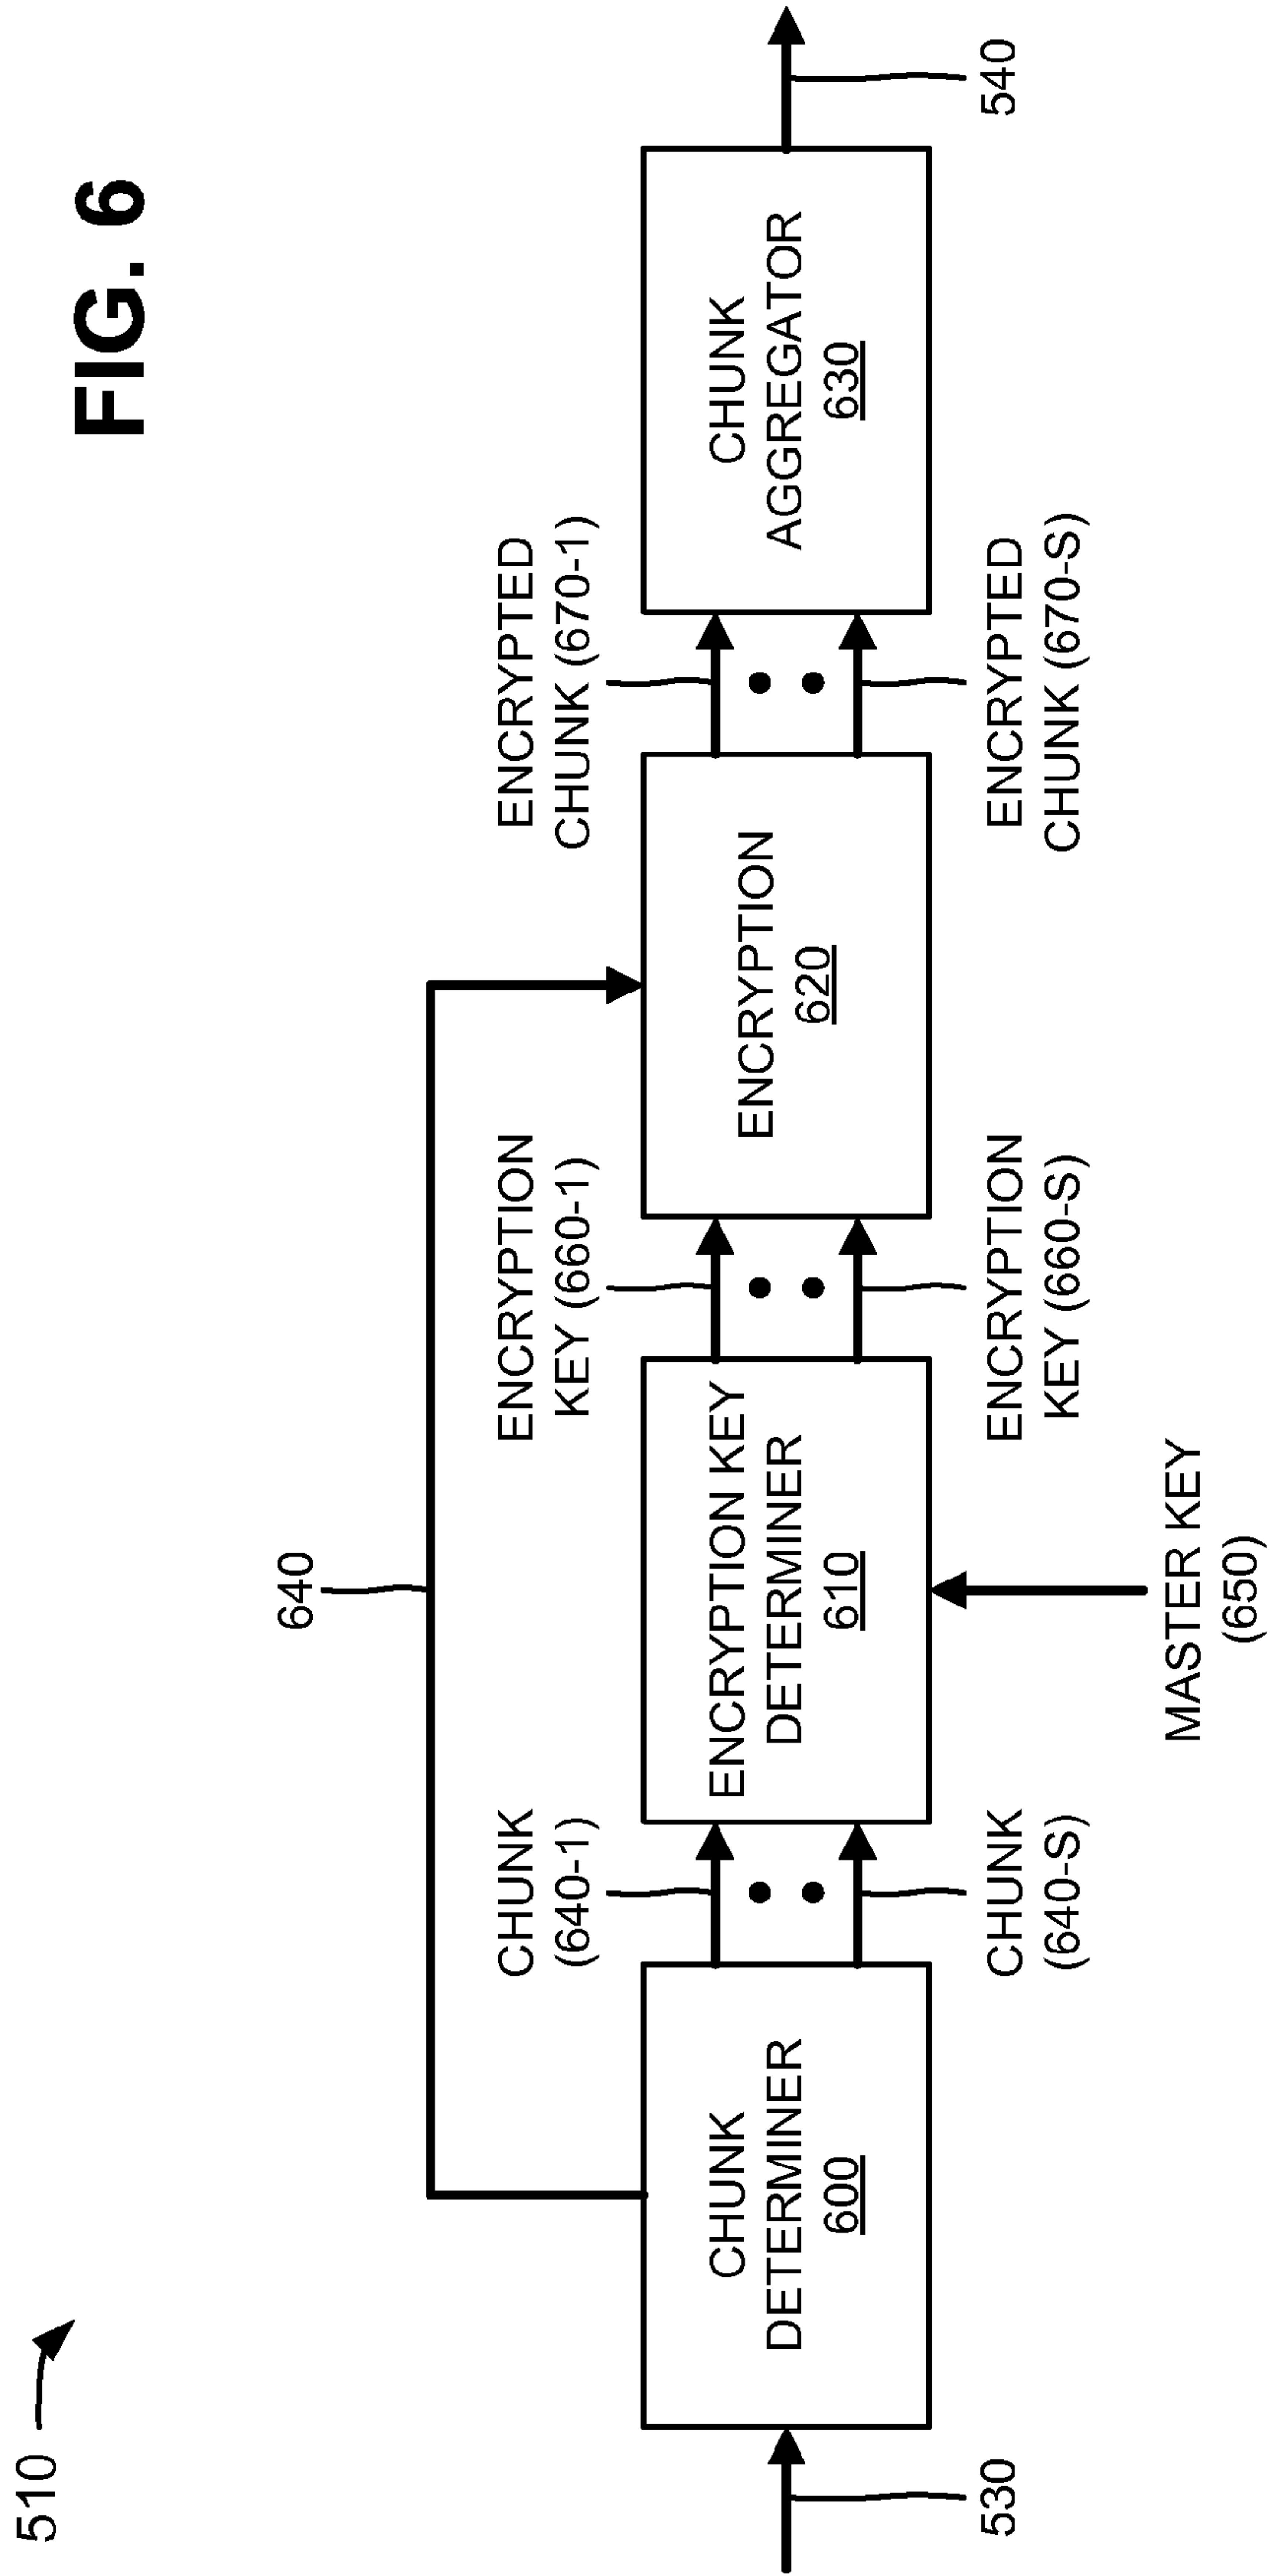 FIG. 6
510
640
CHUNK
(640-1)
ENCRYPTION
KEY (660-1)
ENCRYPTED
CHUNK (670-1)
CHUNK
DETERMINER
600
ENCRYPTION KEY
DETERMINER
610
ENCRYPTION
620
CHUNK
AGGREGATOR
630
530
CHUNK
(640-S)
ENCRYPTION
KEY (660-S)
ENCRYPTED
CHUNK (670-S)
540
MASTER KEY
(650)